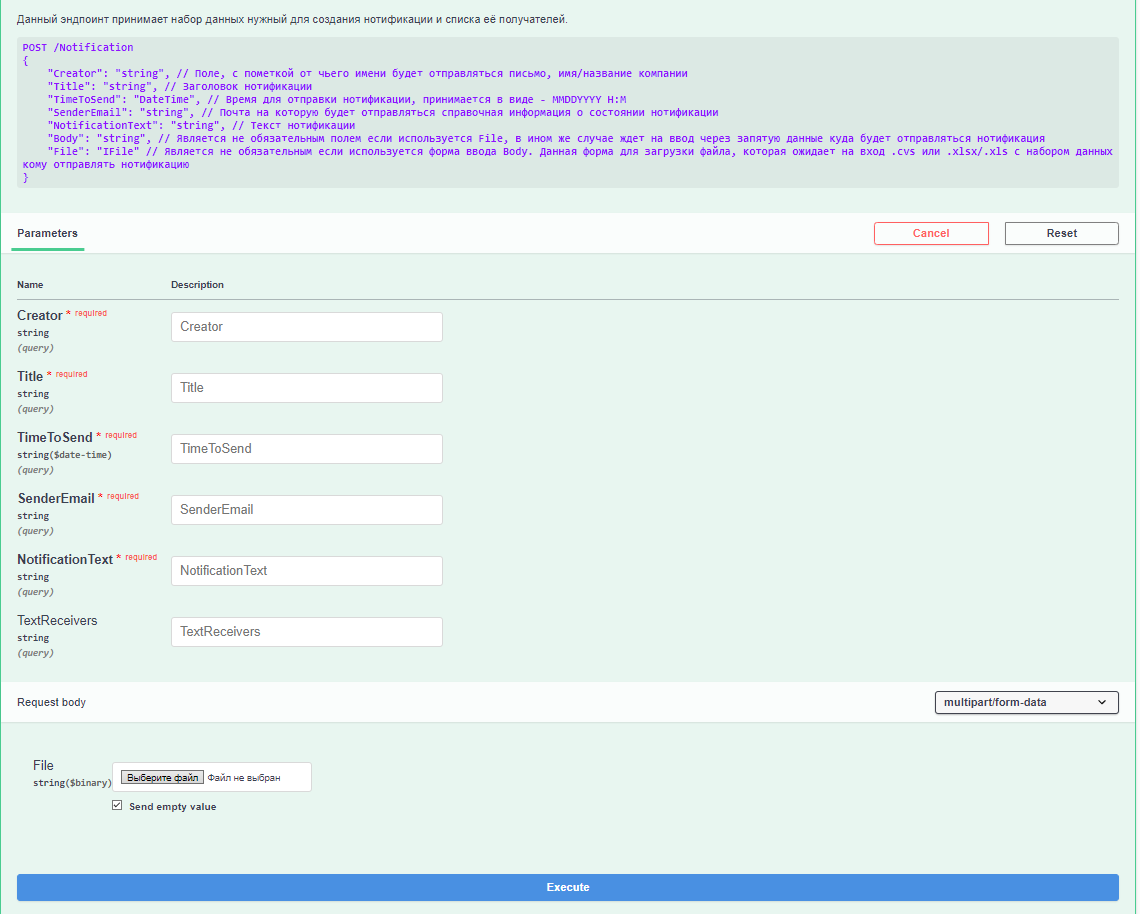 Данный эндпоинт принимает набор данных нужный для создания нотификации и списка её получателей.
POST /Notification
{
"Creator": "string", // Поле, с пометкой от чьего имени будет отправляться письмо, имя/название компании
"Title": "string", // Заголовок нотификации
"TimeToSend": "DateTime", // Время для отправки нотификации, принимается в виде - MMDDYYYY H:M
"SenderEmail": "string", // Почта на которую будет отправляться справочная информация о состоянии нотификации
"NotificationText": "string", // Текст нотификации
"Body": "string", // Является не обязательным полем если используется File, в ином же случае ждет на ввод через запятую данные куда будет отправляться нотификация
"File": "IFile" // Является не обязательным если используется форма ввода Body. Данная форма для загрузки файла, которая ожидает на вход .cvs или .xlsx/.xls с набором данных
кому отправлять нотификацию
}
Parameters
Cancel
Reset
Name
Description
Creator * required
Creator
string
(query)
Title * required
Title
string
(query)
TimeToSend * required
TimeToSend
string($date-time)
(query)
SenderEmail * required
SenderEmail
string
(query)
NotificationText * required
NotificationText
string
(query)
TextReceivers
TextReceivers
string
(query)
Request body
multipart/form-data
File
string($binary)
Выберите файл Файл не выбран
Send empty value
Execute